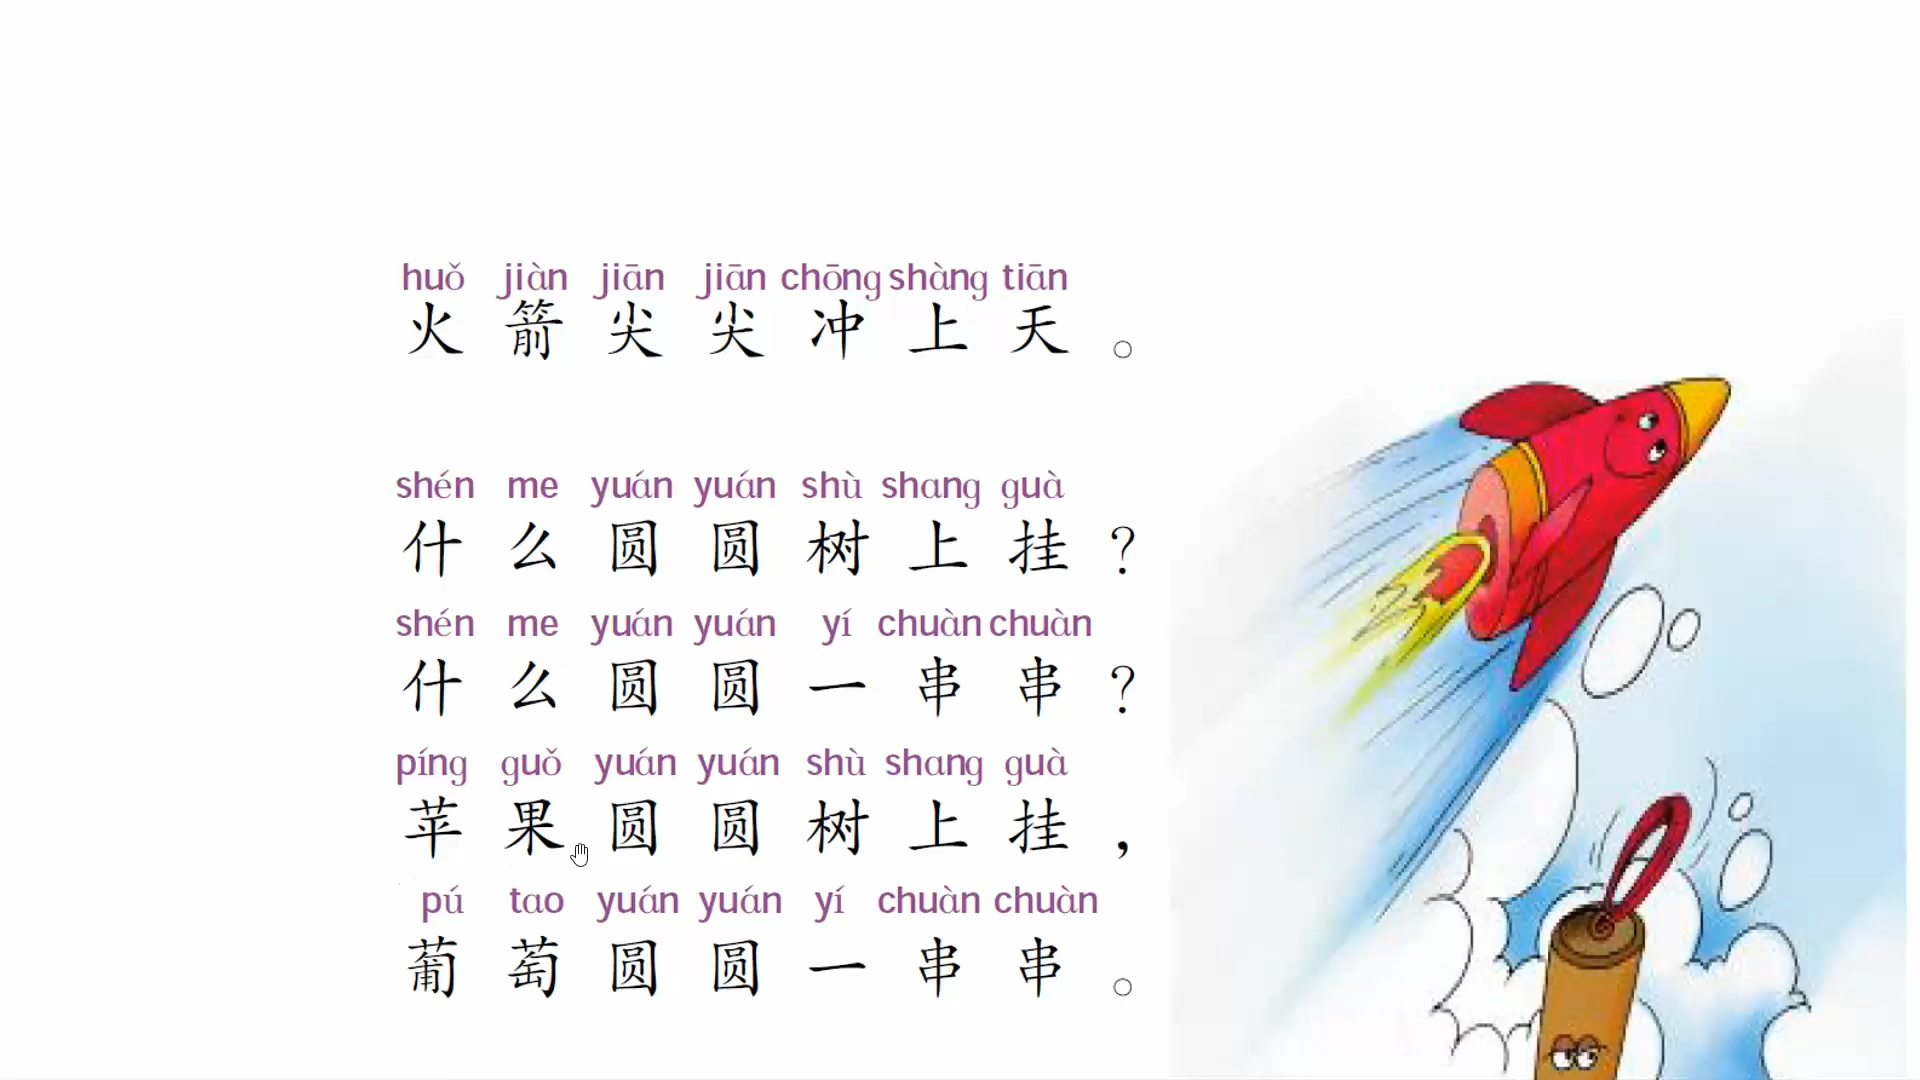 huǒ jiàn jiān jiān chōng shàng tiān
火箭尖尖冲上天。
shén me yuán yuán shù shang guà
什么圆圆树上挂？
shén me yuán yuán yí chuàn chuàn
什么圆圆一串串？
píng guǒ yuán yuán shù shang guà
苹果圆圆树上挂，
pú tao yuán yuán yí chuàn chuàn
葡萄圆圆一串串。